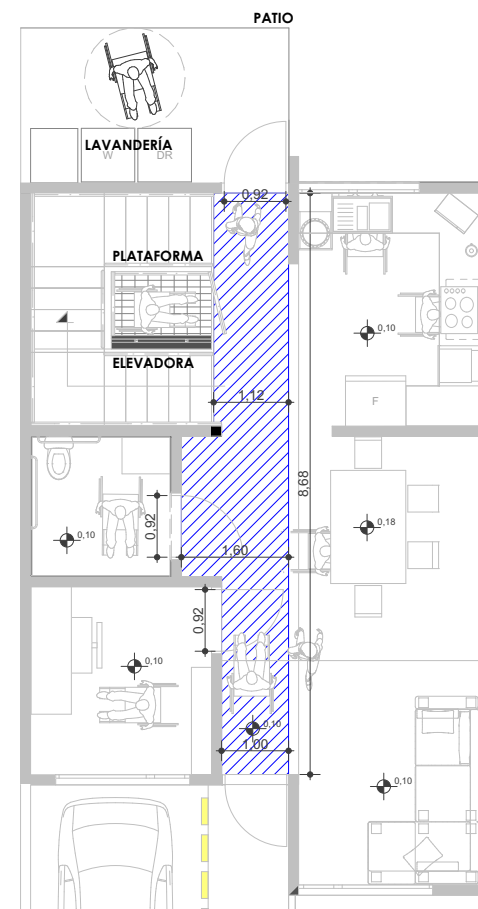 PATIO
LAVANDERÍA
W
DR
0,92
PLATAFORMA
0,10
ELEVADORA
1,12
F
8,68
0,92
0,10
0,18
1,60
0,92
0,10
0,10
1,00
0,10